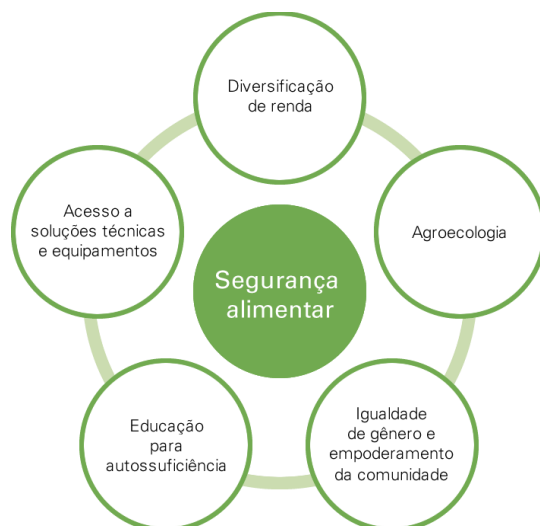 Diversificação
de renda
Acesso a
soluções técnicas
e equipamentos
Agroecologia
Segurança
alimentar
Educação
para
autossuficiência
Igualdade
de gênero e
empoderamento
da comunidade